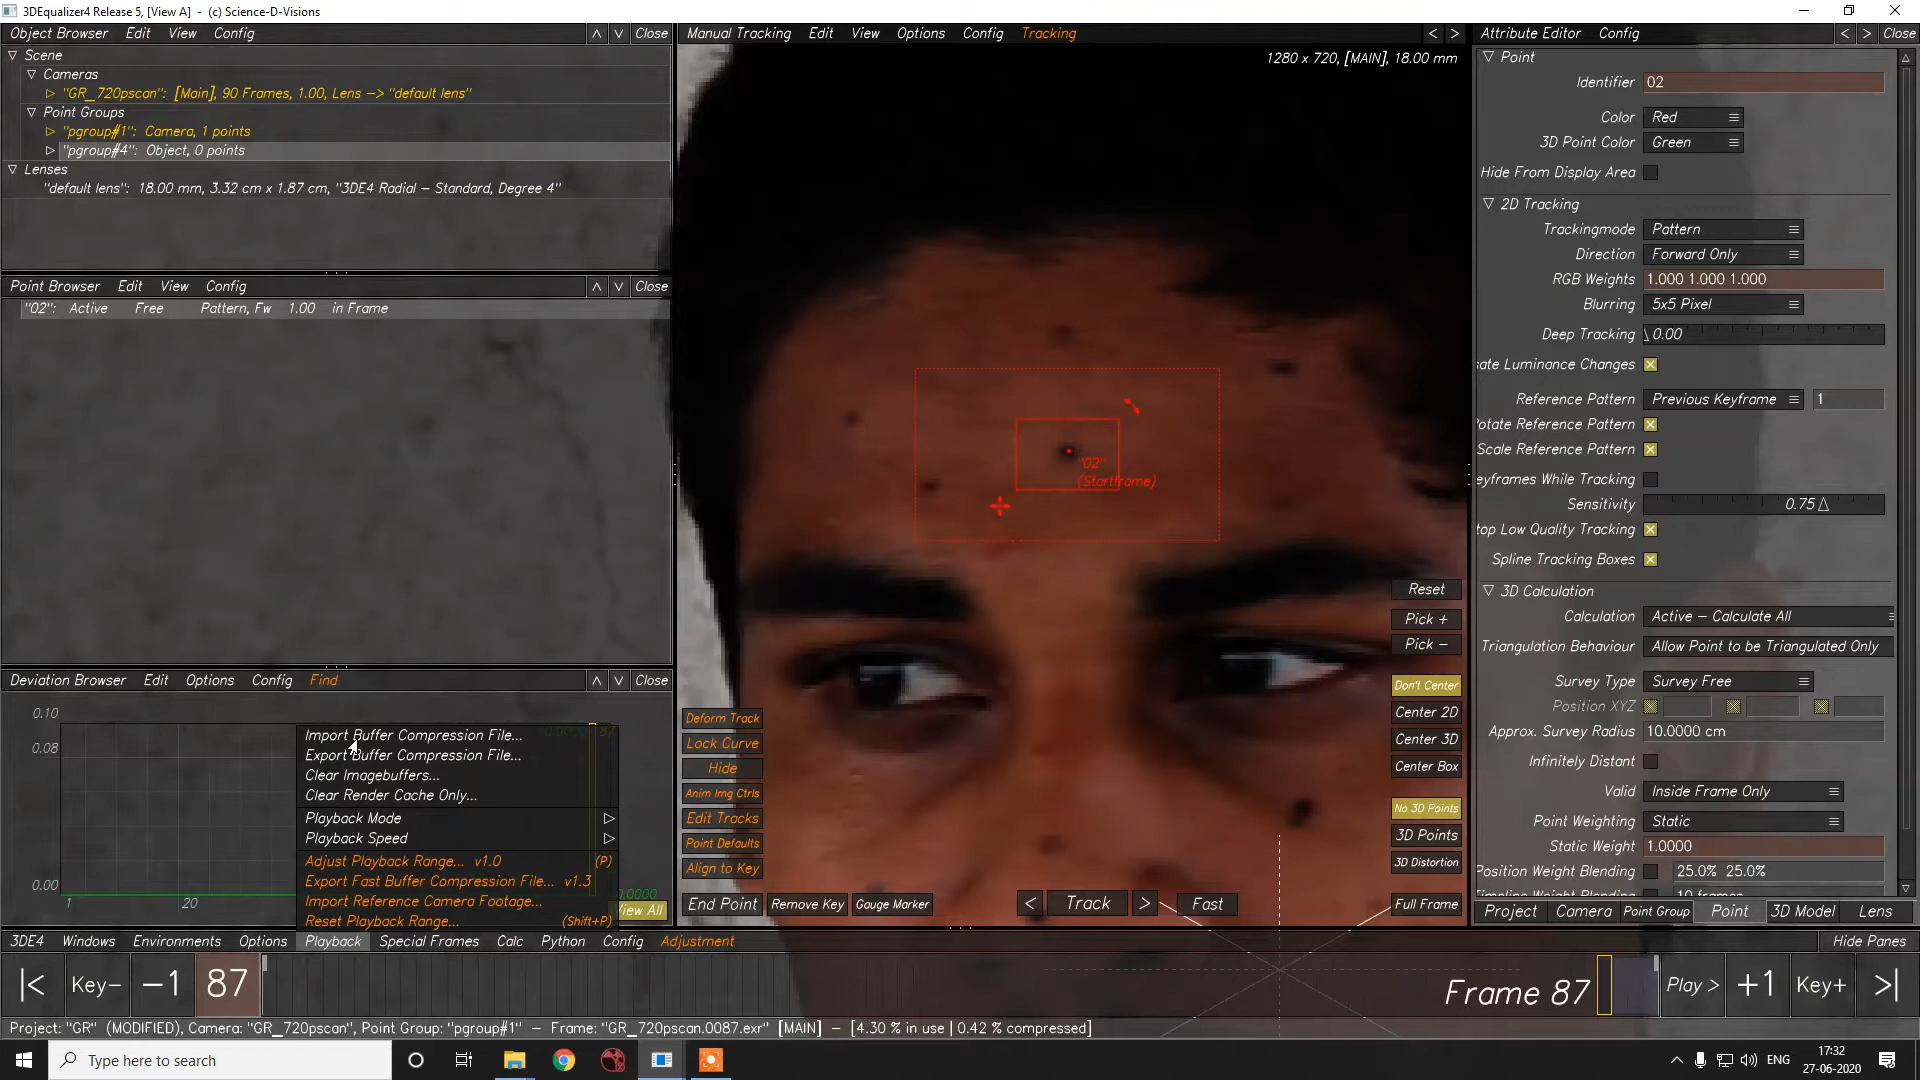 3DEqualizer4 Release 5, [View A]  -  (c) Science-D-Visions
Object Browser Edit View Config Close
Scene
Cameras
"GR_720pscan":  [Main], 90 Frames, 1.00, Lens -> "default lens"
Point Groups
"pgroup#1":  Camera, 1 points
"pgroup#4":  Object, 0 points
Lenses
"default lens":  18.00 mm, 3.32 cm x 1.87 cm, "3DE4 Radial - Standard, Degree 4"
Point Browser Edit View Config Close
"02":  Active Free Pattern, Fw 1.00 in Frame
Deviation Browser Edit Options Config Find Close
0.10
0.08
0.00
1 20
Import Buffer Compression File...
Export Buffer Compression File...
Clear Imagebuffers...
Clear Render Cache Only...
Playback Mode
Playback Speed
Adjust Playback Range...  v1.0 (P)
Export Fast Buffer Compression File...  v1.3
Import Reference Camera Footage...
Reset Playback Range... (Shift+P)
View All
Manual Tracking Edit View Options Config Tracking < >
1280 x 720, [MAIN], 18.00 mm
"02"
(Startframe)
Deform Track
Lock Curve
Hide
Anim Img Ctrls
Edit Tracks
Point Defaults
Align to Key
End Point Remove Key Gauge Marker < Track > Fast
Reset
Pick +
Pick -
Don't Center
Center 2D
Center 3D
Center Box
No 3D Points
3D Points
3D Distortion
Full Frame
Attribute Editor Config < > Close
Point
Identifier 02
Color Red
3D Point Color Green
Hide From Display Area
2D Tracking
Trackingmode Pattern
Direction Forward Only
RGB Weights 1.000 1.000 1.000
Blurring 5x5 Pixel
Deep Tracking 0.00
sate Luminance Changes
Reference Pattern Previous Keyframe 1
Rotate Reference Pattern
Scale Reference Pattern
eyframes While Tracking
Sensitivity 0.75
top Low Quality Tracking
Spline Tracking Boxes
3D Calculation
Calculation Active - Calculate All
Triangulation Behaviour Allow Point to be Triangulated Only
Survey Type Survey Free
Position XYZ
Approx. Survey Radius 10.0000 cm
Infinitely Distant
Valid Inside Frame Only
Point Weighting Static
Static Weight 1.0000
Position Weight Blending 25.0%  25.0%
Timeline Weight Blending 10 frames
Project Camera Point Group Point 3D Model Lens
3DE4 Windows Environments Options Playback Special Frames Calc Python Config Adjustment Hide Panes
|< Key- -1 87 Frame 87 Play > +1 Key+ >|
Project: "GR"  (MODIFIED), Camera: "GR_720pscan", Point Group: "pgroup#1"  -  Frame: "GR_720pscan.0087.exr"  [MAIN]  -  [4.30 % in use | 0.42 % compressed]
Type here to search
ENG
17:32
27-06-2020